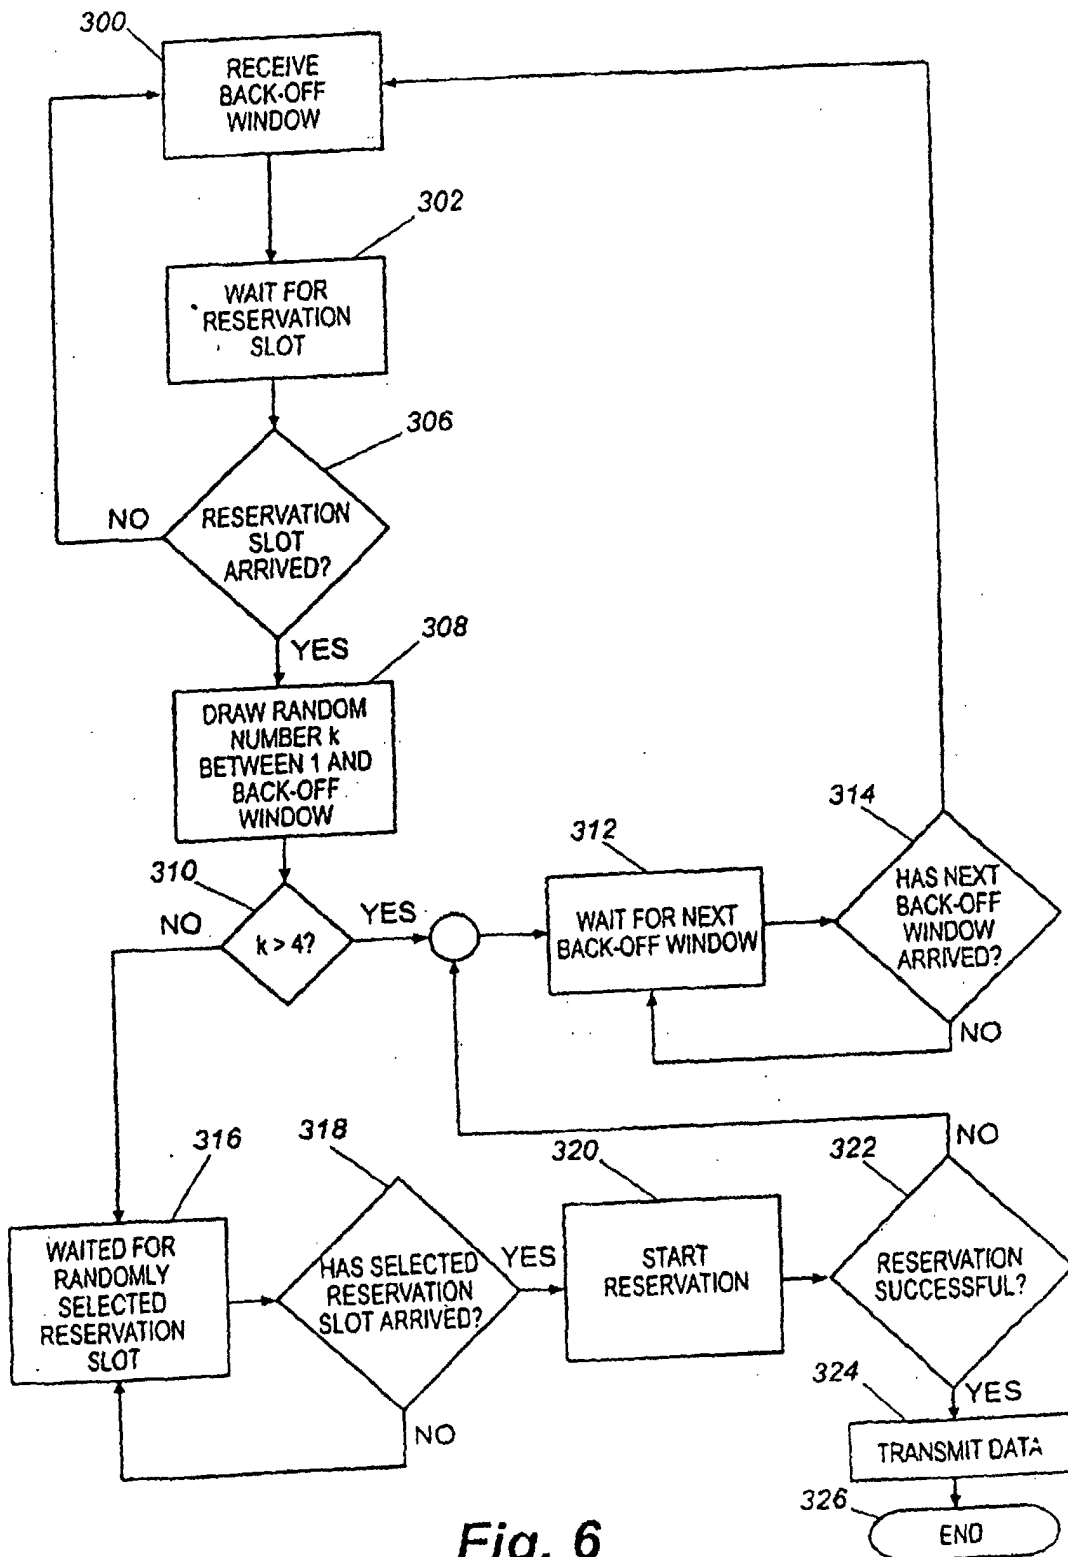 300
RECEIVE
BACK-OFF
WINDOW
302
WAIT FOR
RESERVATION
SLOT
306
RESERVATION
SLOT
ARRIVED?
NO
YES
308
DRAW RANDOM
NUMBER k
BETWEEN 1 AND
BACK-OFF
WINDOW
310
k > 4?
NO
YES
312
WAIT FOR NEXT
BACK-OFF WINDOW
314
HAS NEXT
BACK-OFF
WINDOW
ARRIVED?
NO
316
WAITED FOR
RANDOMLY
SELECTED
RESERVATION
SLOT
318
HAS SELECTED
RESERVATION
SLOT ARRIVED?
YES
NO
320
START
RESERVATION
322
RESERVATION
SUCCESSFUL?
NO
YES
324
TRANSMIT DATA
326
END
Fig. 6